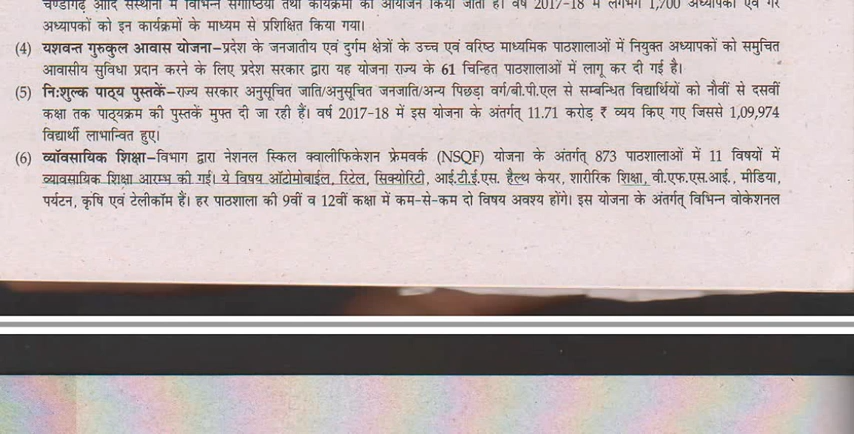 चण्डीगढ़ आदि संस्थानों में विभिन्न संगोष्ठियों तथा कार्यक्रमों का आयोजन किया जाता है। वर्ष 2017-18 में लगभग 1,700 अध्यापकों एवं गैर
अध्यापकों को इन कार्यक्रमों के माध्यम से प्रशिक्षित किया गया।
(4) यशवन्त गुरुकुल आवास योजना–प्रदेश के जनजातीय एवं दुर्गम क्षेत्रों के उच्च एवं वरिष्ठ माध्यमिक पाठशालाओं में नियुक्त अध्यापकों को समुचित
आवासीय सुविधा प्रदान करने के लिए प्रदेश सरकार द्वारा यह योजना राज्य के 61 चिन्हित पाठशालाओं में लागू कर दी गई है।
(5) निःशुल्क पाठ्य पुस्तकें–राज्य सरकार अनुसूचित जाति/अनुसूचित जनजाति/अन्य पिछड़ा वर्ग/बी.पी.एल से सम्बन्धित विद्यार्थियों को नौवीं से दसवीं
कक्षा तक पाठ्यक्रम की पुस्तकें मुफ्त दी जा रही हैं। वर्ष 2017-18 में इस योजना के अंतर्गत् 11.71 करोड़ ₹ व्यय किए गए जिससे 1,09,974
विद्यार्थी लाभान्वित हुए।
(6) व्यॉवसायिक शिक्षा–विभाग द्वारा नेशनल स्किल क्वालीफिकेशन फ्रेमवर्क (NSQF) योजना के अंतर्गत् 873 पाठशालाओं में 11 विषयों में
व्यावसायिक शिक्षा आरम्भ की गई। ये विषय ऑटोमोबाईल, रिटेल, सिक्योरिटी, आई.टी.ई.एस. हैल्थ केयर, शारीरिक शिक्षा, वी.एफ.एस.आई., मीडिया,
पर्यटन, कृषि एवं टेलीकॉम हैं। हर पाठशाला की 9वीं व 12वीं कक्षा में कम-से-कम दो विषय अवश्य होंगे। इस योजना के अंतर्गत् विभिन्न वोकेशनल